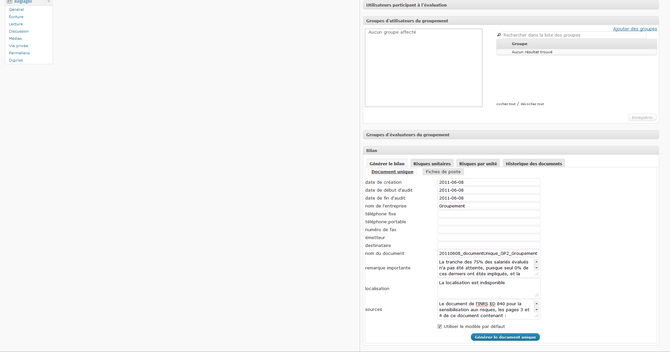 Réglages
Général
Écriture
Lecture
Discussion
Médias
Vie privée
Permaliens
Digirisk
Utilisateurs participant à l'évaluation
Groupes d'utilisateurs du groupement
Aucun groupe affecté
Ajouter des groupes
Rechercher dans la liste des groupes
Groupe
Aucun résultat trouvé
cochez tout / décochez tout
Enregistrer
Groupes d'évaluateurs du groupement
Bilan
Générer le bilan
Risques unitaires
Risques par unité
Historique des documents
Document unique
Fiches de poste
date de création 2011-06-08
date de début d'audit 2011-06-08
date de fin d'audit 2011-06-08
nom de l'entreprise Groupement
téléphone fixe
téléphone portable
numéro de fax
émetteur
destinataire
nom du document 20110608_documentUnique_GP2_Groupement
remarque importante
La tranche des 75% des salariés évalués
n'a pas été atteinte, puisque seul 0% de
ces derniers ont étés impliqués, et la
localisation
La localisation est indisponible
sources
Le document de l'INRS ED 840 pour la
sensibilisation aux risques, les pages 3 et
4 de ce document contenant :
Utiliser le modèle par défaut
Générer le document unique